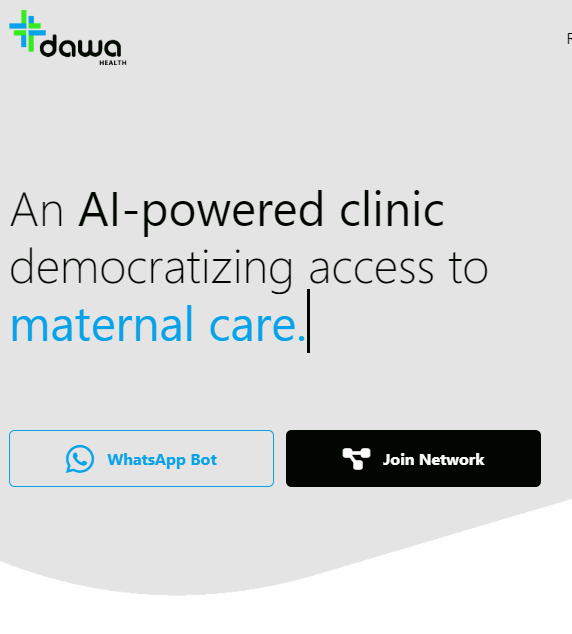 dawa
HEALTH
An AI-powered clinic
democratizing access to
maternal care.
WhatsApp Bot
Join Network